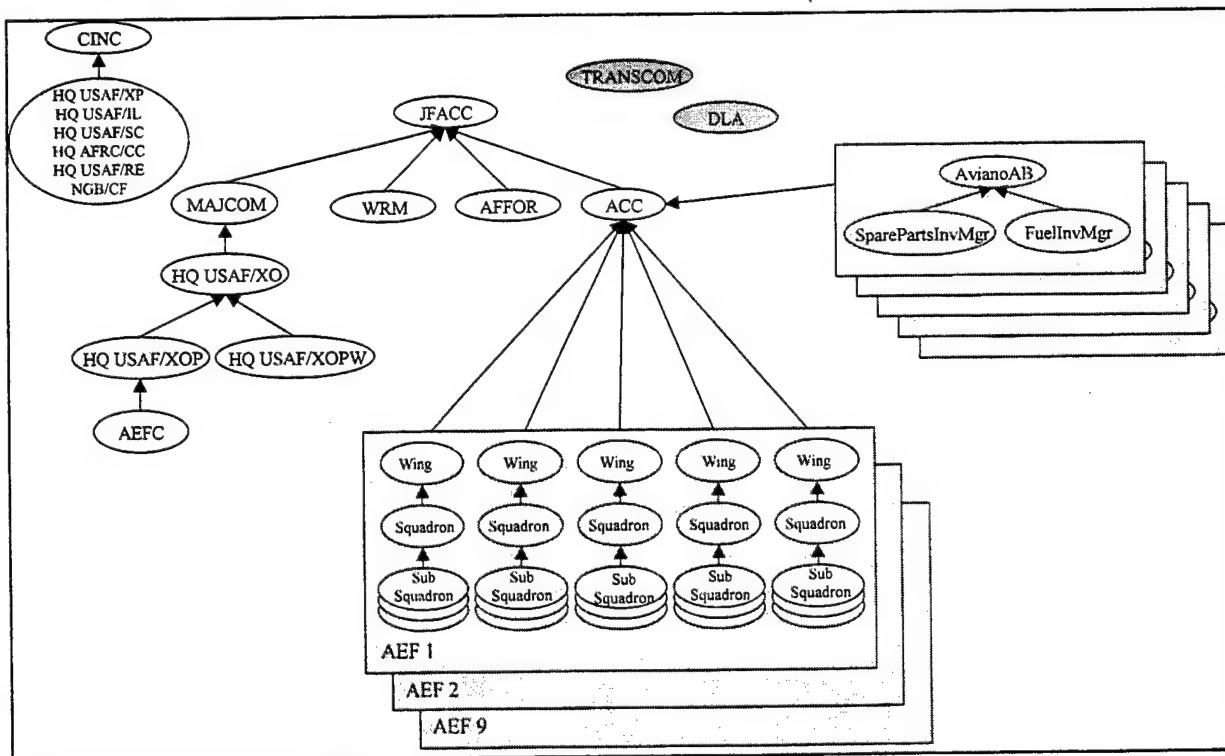 CINC
HQ USAF/XP
HQ USAF/IL
HQ USAF/SC
HQ AFRC/CC
HQ USAF/RE
NGB/CF
TRANSCOM
DLA
JFACC
MAJCOM
WRM
AFFOR
ACC
AvianoAB
SparePartsInvMgr
FuelInvMgr
HQ USAF/XO
HQ USAF/XOP
HQ USAF/XOPW
AEFC
Wing Wing Wing Wing Wing
Squadron Squadron Squadron Squadron Squadron
Sub Sub Sub Sub Sub
Squadron Squadron Squadron Squadron Squadron
AEF 1
AEF 2
AEF 9